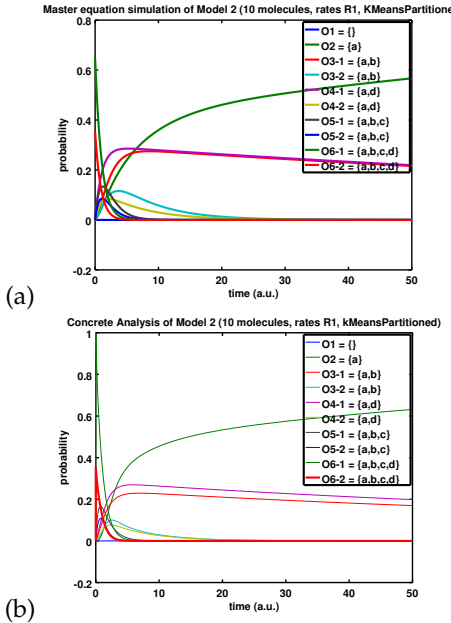 Master equation simulation of Model 2 (10 molecules, rates R1, KMeansPartitione
1
0.8
0.6
0.4
0.2
0
-0.2
probability
O1 = {}
O2 = {a}
O3-1 = {a,b}
O3-2 = {a,b}
O4-1 = {a,d}
O4-2 = {a,d}
O5-1 = {a,b,c}
O5-2 = {a,b,c}
O6-1 = {a,b,c,d}
O6-2 = {a,b,c,d}
0 10 20 30 40 50
time (a.u.)
(a)
Concrete Analysis of Model 2 (10 molecules, rates R1, kMeansPartitioned)
1
0.8
0.6
0.4
0.2
0
-0.2
probability
O1 = {}
O2 = {a}
O3-1 = {a,b}
O3-2 = {a,b}
O4-1 = {a,d}
O4-2 = {a,d}
O5-1 = {a,b,c}
O5-2 = {a,b,c}
O6-1 = {a,b,c,d}
O6-2 = {a,b,c,d}
0 10 20 30 40 50
time (a.u.)
(b)